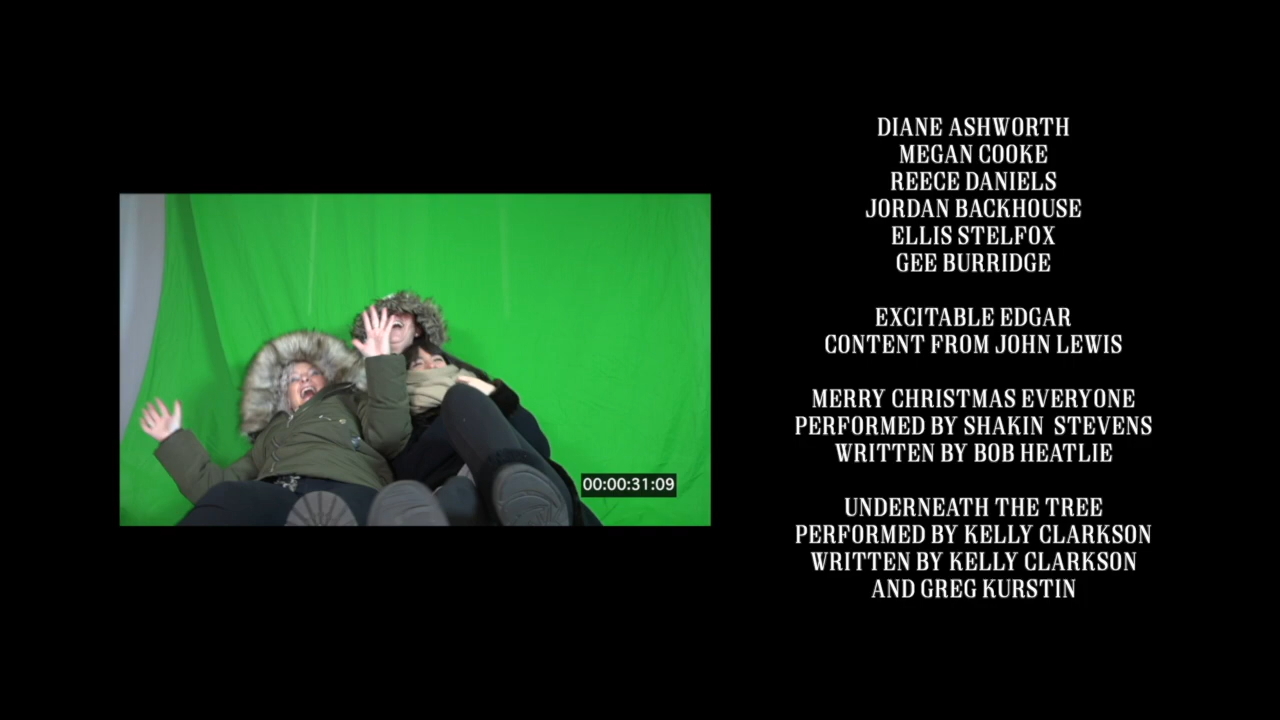 DIANE ASHWORTH
MEGAN COOKE
REECE DANIELS
JORDAN BACKHOUSE
ELLIS STELFOX
GEE BURRIDGE
EXCITABLE EDGAR
CONTENT FROM JOHN LEWIS
MERRY CHRISTMAS EVERYONE
PERFORMED BY SHAKIN STEVENS
WRITTEN BY BOB HEATLIE
UNDERNEATH THE TREE
PERFORMED BY KELLY CLARKSON
WRITTEN BY KELLY CLARKSON
AND GREG KURSTIN
00:00:31:09